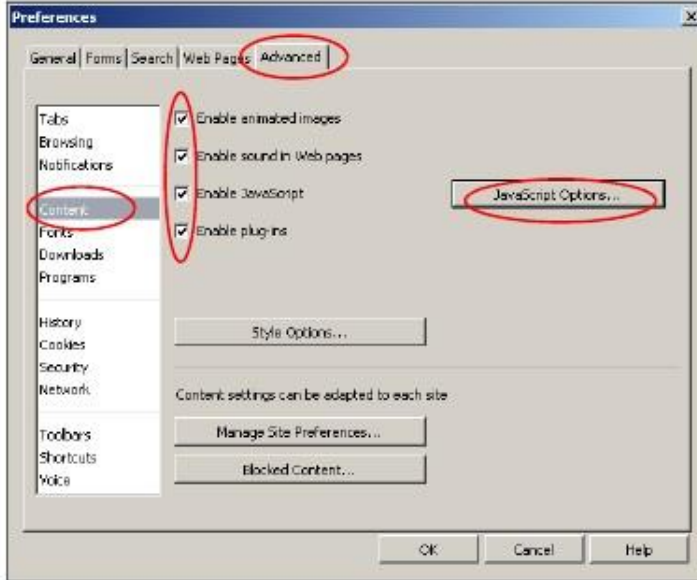 Preferences
General Forms Search Web Pages Advanced
Tabs
Browsing
Notifications
Content
Fonts
Downloads
Programs
History
Cookies
Security
Network
Toolbars
Shortcuts
Voice
Enable animated images
Enable sound in Web pages
Enable JavaScript
JavaScript Options...
Enable plug-ins
Style Options...
Content settings can be adapted to each site
Manage Site Preferences...
Blocked Content...
OK Cancel Help